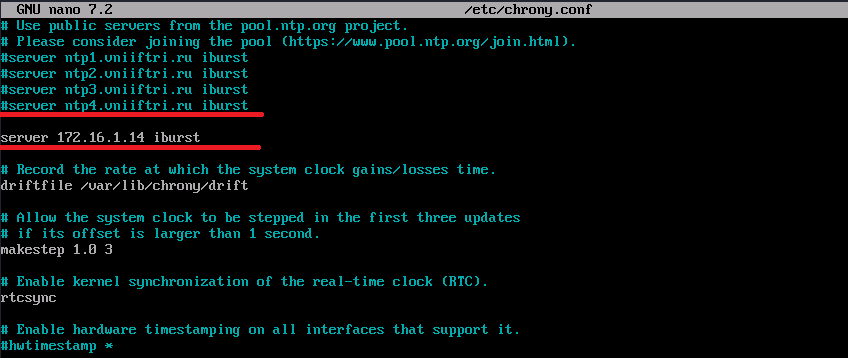 GNU nano 7.2 /etc/chrony.conf
# Use public servers from the pool.ntp.org project.
# Please consider joining the pool (https://www.pool.ntp.org/join.html).
#server ntp1.vniiftri.ru iburst
#server ntp2.vniiftri.ru iburst
#server ntp3.vniiftri.ru iburst
#server ntp4.vniiftri.ru iburst
server 172.16.1.14 iburst
# Record the rate at which the system clock gains/losses time.
driftfile /var/lib/chrony/drift
# Allow the system clock to be stepped in the first three updates
# if its offset is larger than 1 second.
makestep 1.0 3
# Enable kernel synchronization of the real-time clock (RTC).
rtcsync
# Enable hardware timestamping on all interfaces that support it.
#hwtimestamp *